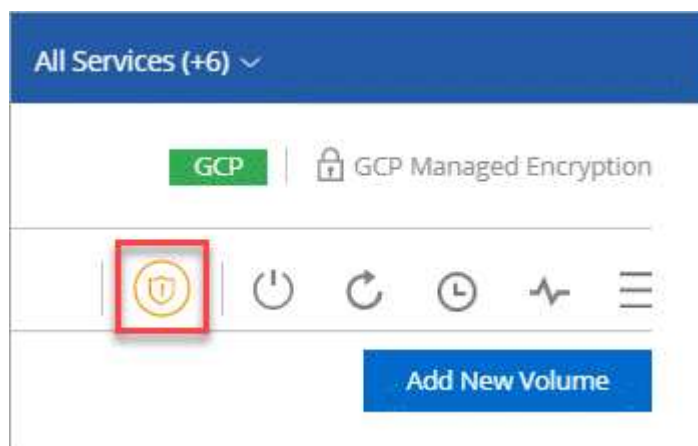 All Services (+6)
GCP
GCP Managed Encryption
Add New Volume